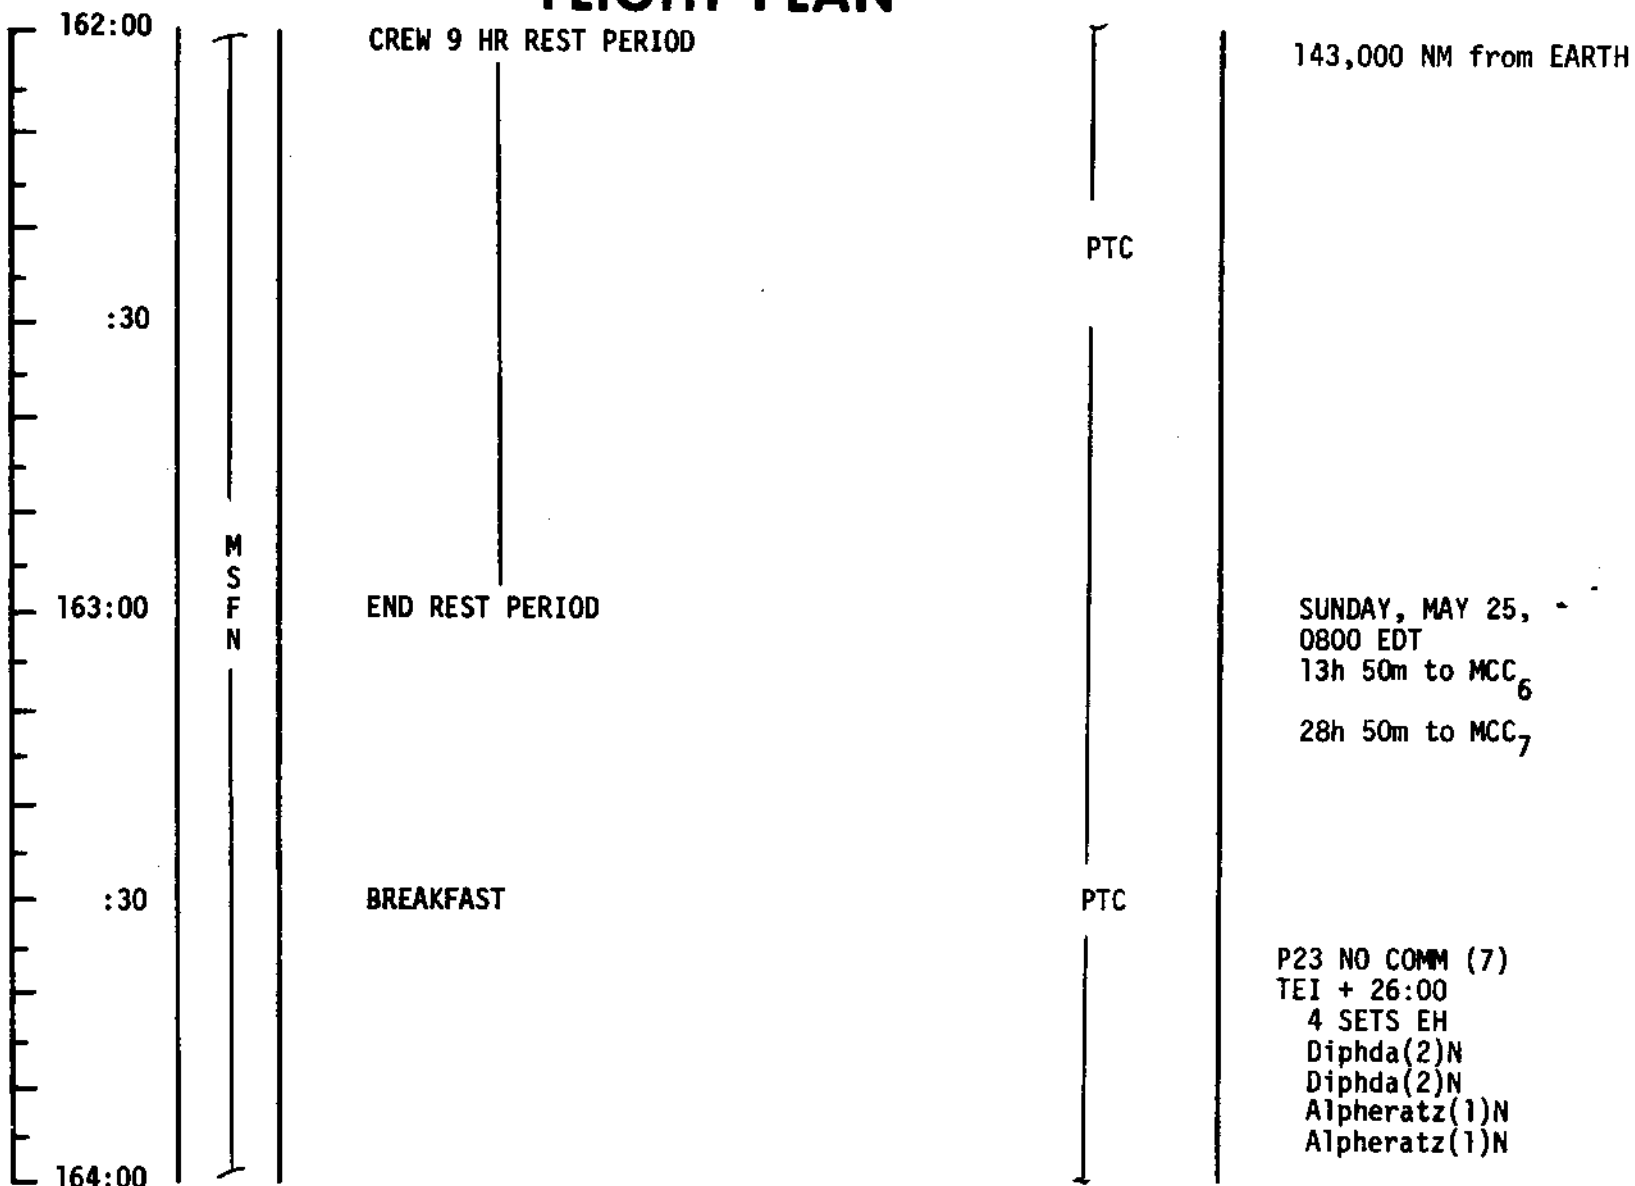 FLIGHT PLAN
162:00
CREW 9 HR REST PERIOD
143,000 NM from EARTH
PTC
:30
M
S
F
N
163:00
END REST PERIOD
SUNDAY, MAY 25,
0800 EDT
13h 50m to MCC6
28h 50m to MCC7
:30
BREAKFAST
PTC
P23 NO COMM (7)
TEI + 26:00
4 SETS EH
Diphda(2)N
Diphda(2)N
Alpheratz(1)N
Alpheratz(1)N
164:00